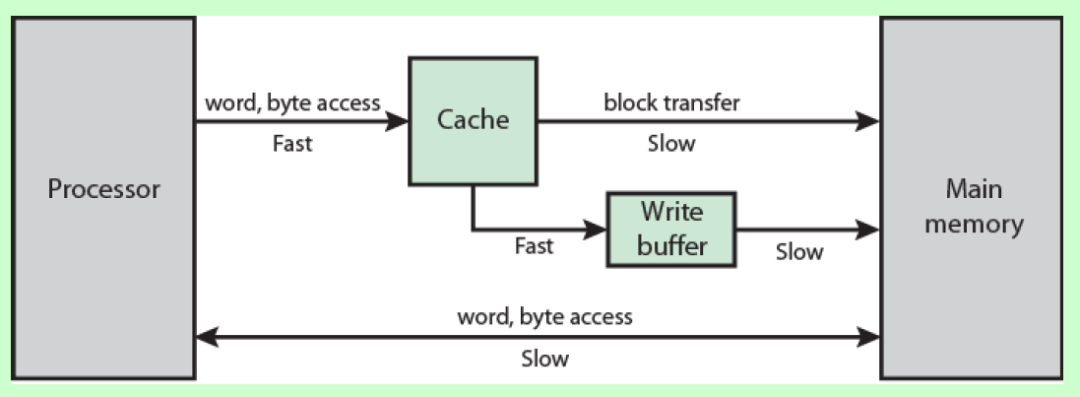 Processor
word, byte access
Fast
Cache
block transfer
Slow
Fast
Write
buffer
Slow
word, byte access
Slow
Main
memory